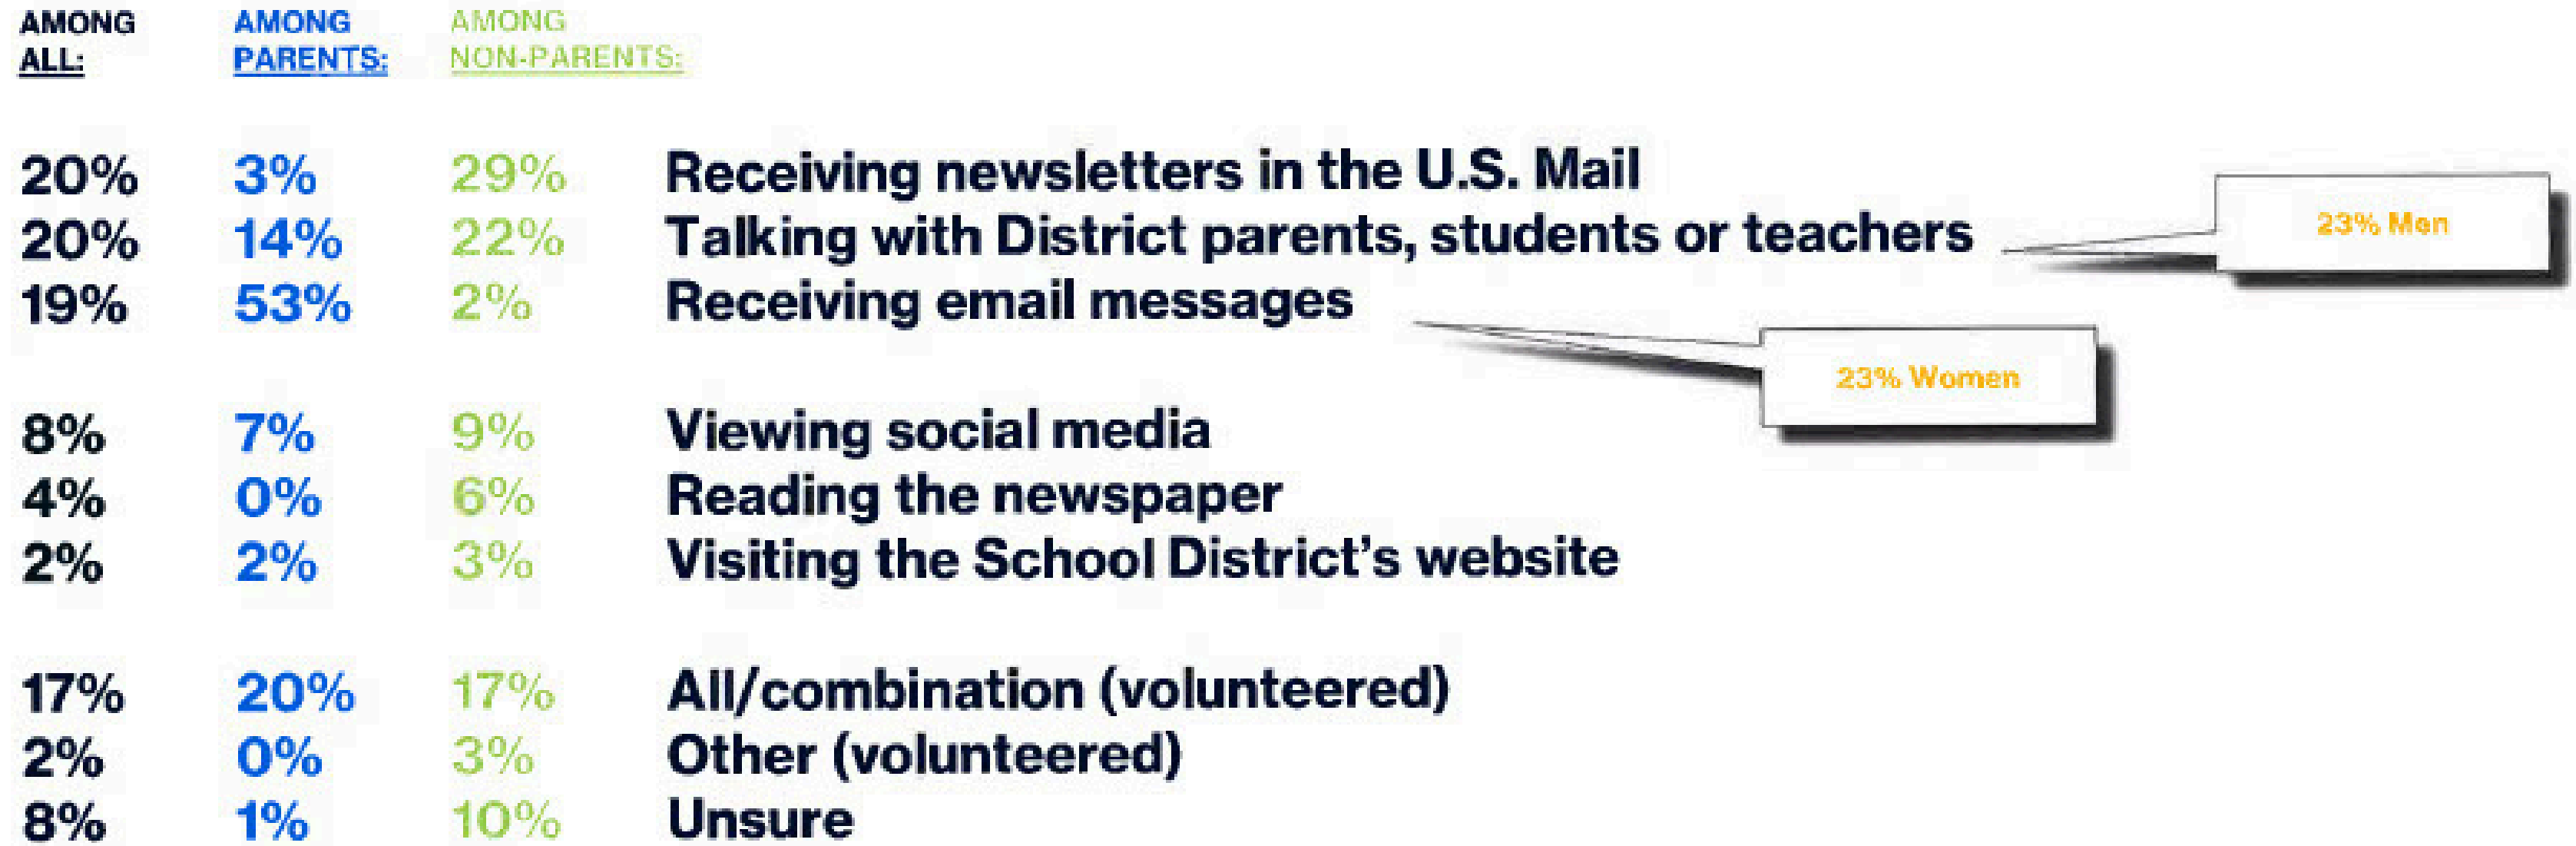 AMONG ALL: AMONG PARENTS: AMONG NON-PARENTS:
20% 3% 29% Receiving newsletters in the U.S. Mail
20% 14% 22% Talking with District parents, students or teachers
23% Men
19% 53% 2% Receiving email messages
23% Women
8% 7% 9% Viewing social media
4% 0% 6% Reading the newspaper
2% 2% 3% Visiting the School District's website
17% 20% 17% All/combination (volunteered)
2% 0% 3% Other (volunteered)
8% 1% 10% Unsure